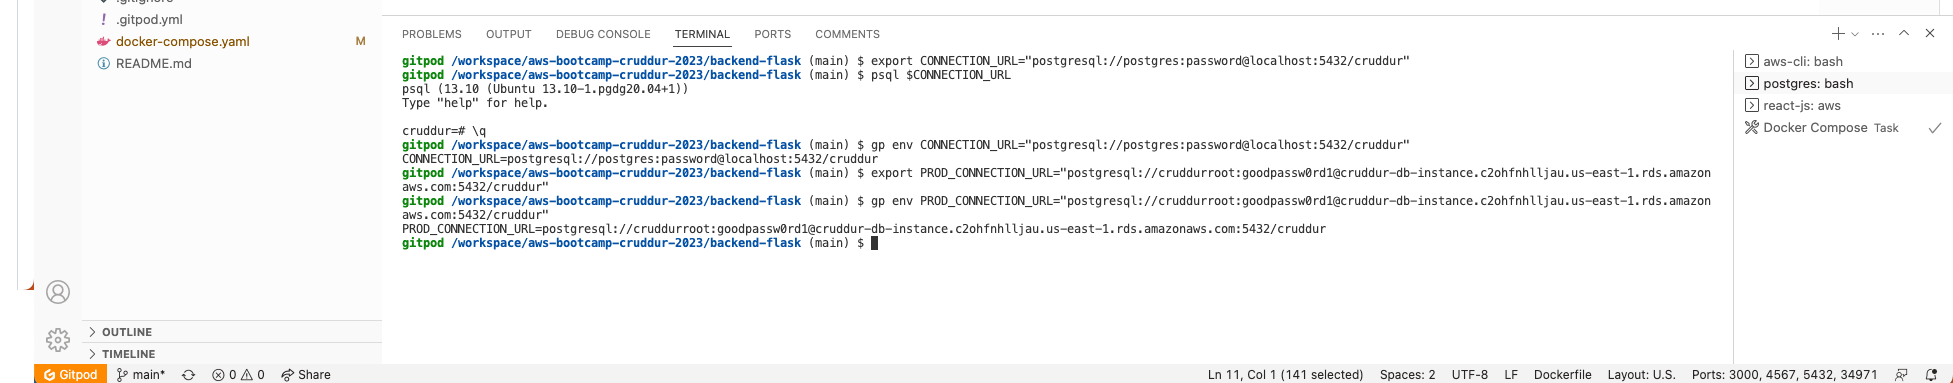 .gitpod.yml
docker-compose.yaml M
README.md
OUTLINE
TIMELINE
PROBLEMS OUTPUT DEBUG CONSOLE TERMINAL PORTS COMMENTS
gitpod /workspace/aws-bootcamp-cruddur-2023/backend-flask (main) $ export CONNECTION_URL="postgresql://postgres:password@localhost:5432/cruddur"
gitpod /workspace/aws-bootcamp-cruddur-2023/backend-flask (main) $ psql $CONNECTION_URL
psql (13.10 (Ubuntu 13.10-1.pgdg20.04+1))
Type "help" for help.
cruddur=# \q
gitpod /workspace/aws-bootcamp-cruddur-2023/backend-flask (main) $ gp env CONNECTION_URL="postgresql://postgres:password@localhost:5432/cruddur"
CONNECTION_URL=postgresql://postgres:password@localhost:5432/cruddur
gitpod /workspace/aws-bootcamp-cruddur-2023/backend-flask (main) $ export PROD_CONNECTION_URL="postgresql://cruddurroot:goodpassw0rd1@cruddur-db-instance.c2ohfnhlljau.us-east-1.rds.amazon
aws.com:5432/cruddur"
gitpod /workspace/aws-bootcamp-cruddur-2023/backend-flask (main) $ gp env PROD_CONNECTION_URL="postgresql://cruddurroot:goodpassw0rd1@cruddur-db-instance.c2ohfnhlljau.us-east-1.rds.amazon
aws.com:5432/cruddur"
PROD_CONNECTION_URL=postgresql://cruddurroot:goodpassw0rd1@cruddur-db-instance.c2ohfnhlljau.us-east-1.rds.amazonaws.com:5432/cruddur
gitpod /workspace/aws-bootcamp-cruddur-2023/backend-flask (main) $
aws-cli: bash
postgres: bash
react-js: aws
Docker Compose Task
Gitpod main* 0 0 Share Ln 11, Col 1 (141 selected) Spaces: 2 UTF-8 LF Dockerfile Layout: U.S. Ports: 3000, 4567, 5432, 34971